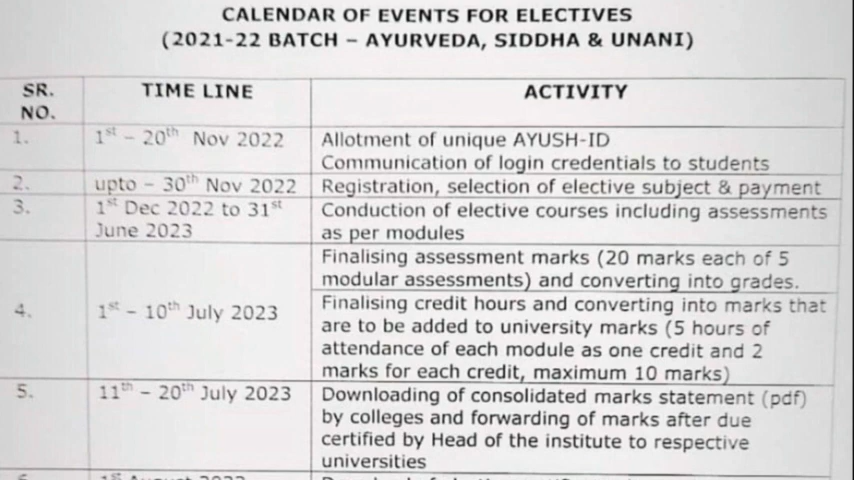 CALENDAR OF EVENTS FOR ELECTIVES
(2021-22 BATCH – AYURVEDA, SIDDHA & UNANI)
SR. NO. TIME LINE ACTIVITY
1. 1st – 20th Nov 2022 Allotment of unique AYUSH-ID
Communication of login credentials to students
2. upto – 30th Nov 2022 Registration, selection of elective subject & payment
3. 1st Dec 2022 to 31st Conduction of elective courses including assessments
June 2023 as per modules
Finalising assessment marks (20 marks each of 5
modular assessments) and converting into grades.
4. 1st – 10th July 2023 Finalising credit hours and converting into marks that
are to be added to university marks (5 hours of
attendance of each module as one credit and 2
marks for each credit, maximum 10 marks)
5. 11th – 20th July 2023 Downloading of consolidated marks statement (pdf)
by colleges and forwarding of marks after due
certified by Head of the institute to respective
universities